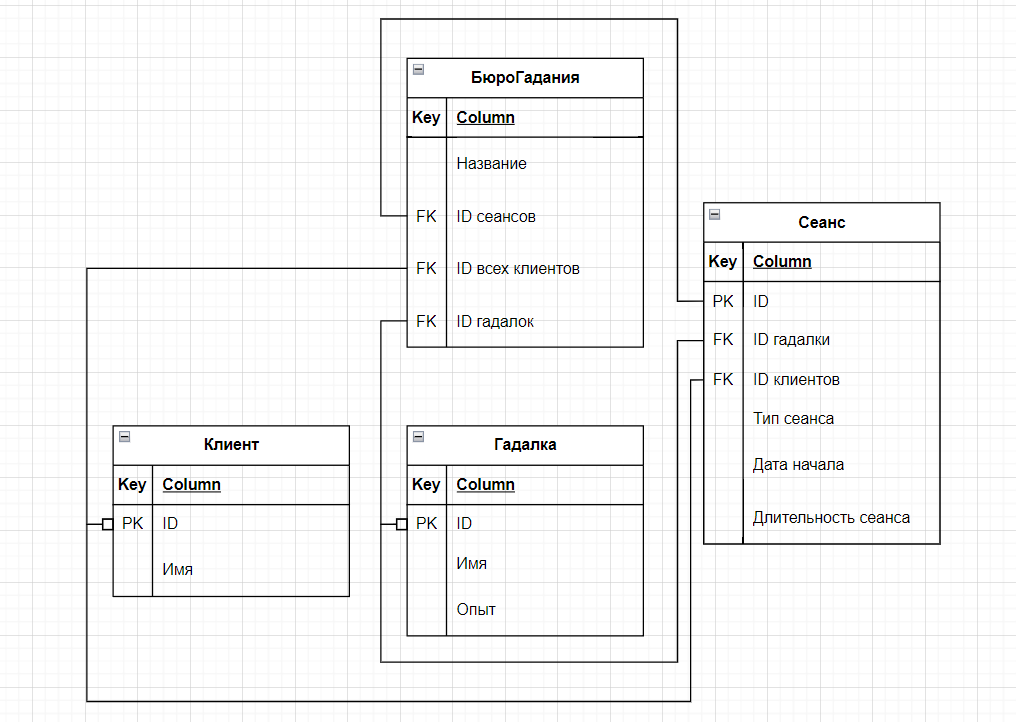 БюроГадания
Key Column
Название
FK ID сеансов
FK ID всех клиентов
FK ID гадалок
Сеанс
Key Column
PK ID
FK ID гадалки
FK ID клиентов
Тип сеанса
Дата начала
Длительность сеанса
Клиент
Key Column
PK ID
Имя
Гадалка
Key Column
PK ID
Имя
Опыт